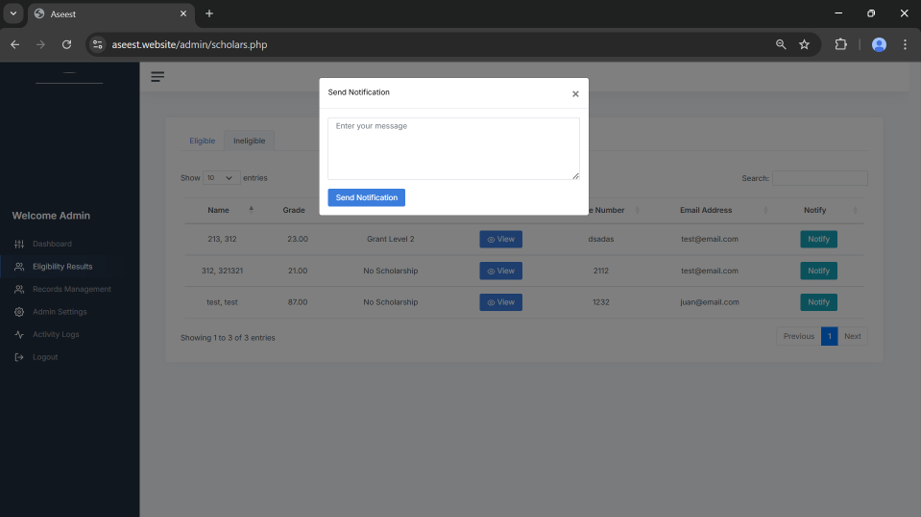 Aseest
aseest.website/admin/scholars.php
Send Notification
×
Enter your message
Send Notification
Eligible
Ineligible
Show 10 entries
Search:
Name Grade e Number Email Address Notify
213, 312 23.00 Grant Level 2 View dsadas test@email.com Notify
312, 321321 21.00 No Scholarship View 2112 test@email.com Notify
test, test 87.00 No Scholarship View 1232 juan@email.com Notify
Showing 1 to 3 of 3 entries
Previous 1 Next
Welcome Admin
Dashboard
Eligibility Results
Records Management
Admin Settings
Activity Logs
Logout